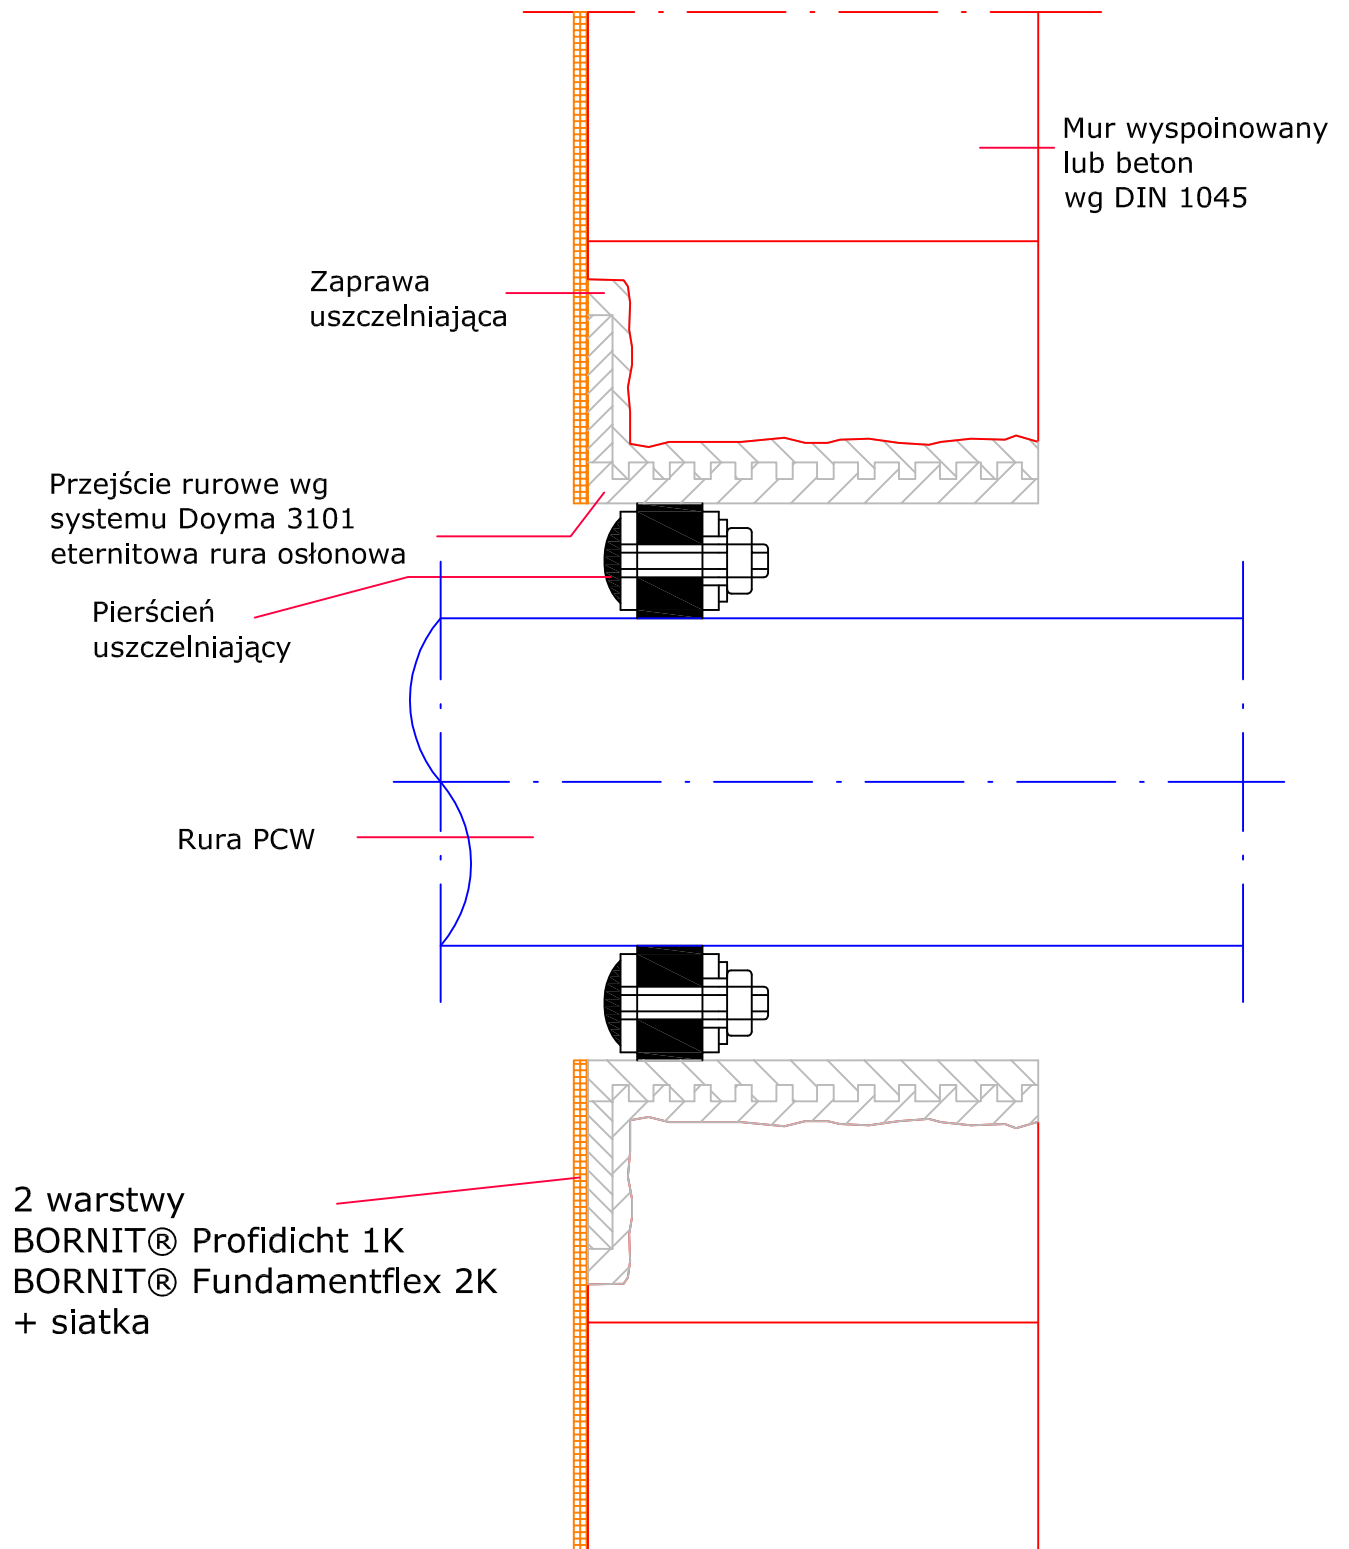 Mur wyspoinowany
lub beton
wg DIN 1045
Zaprawa
uszczelniająca
Przejście rurowe wg
systemu Doyma 3101
eternitowa rura osłonowa
Pierścień
uszczelniający
Rura PCW
2 warstwy
BORNIT® Profidicht 1K
BORNIT® Fundamentflex 2K
+ siatka